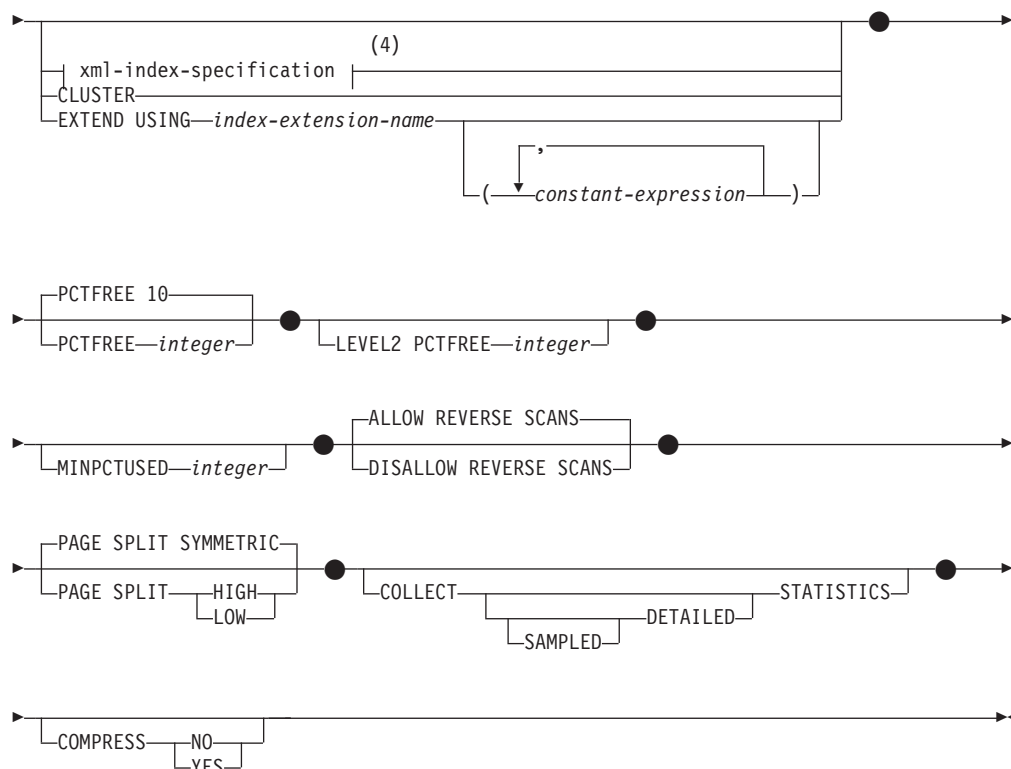 (4)
xml-index-specification
CLUSTER
EXTEND USING index-extension-name
,
( constant-expression )
PCTFREE 10
PCTFREE integer
LEVEL2 PCTFREE integer
MINPCTUSED integer
ALLOW REVERSE SCANS
DISALLOW REVERSE SCANS
PAGE SPLIT SYMMETRIC
PAGE SPLIT HIGH
LOW
COLLECT STATISTICS
DETAILED
SAMPLED
COMPRESS NO
YES